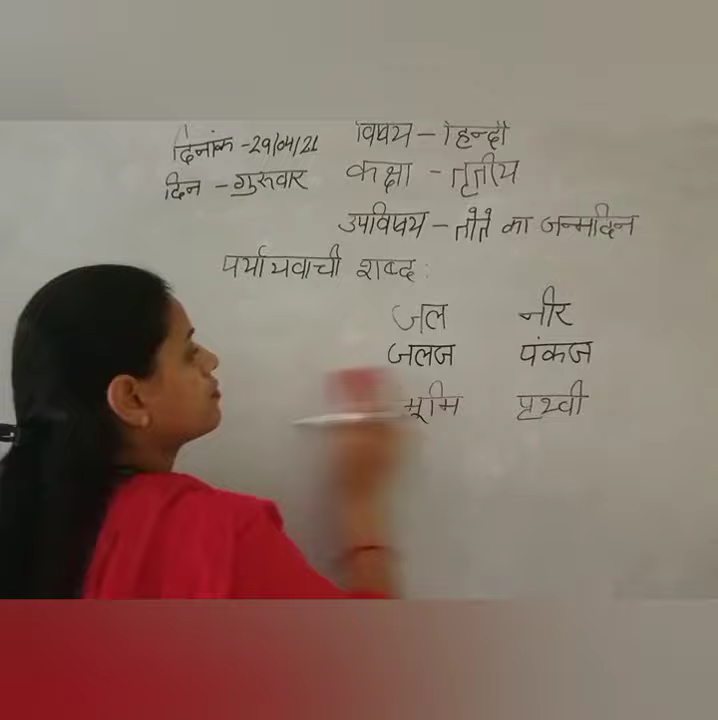 दिनांक - 29/04/21 विषय - हिन्दी
दिन - गुरूवार कक्षा - तृतीय
उपविषय - तोते का जन्मदिन
पर्यायवाची शब्द :
जल नीर
जलज पंकज
भूमि पृथ्वी